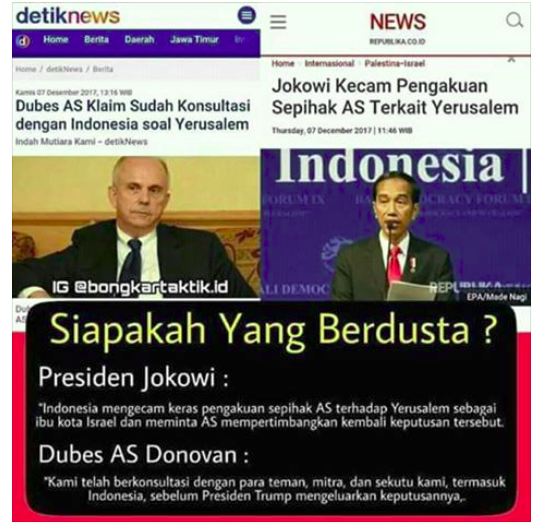 detiknews
Home Berita Daerah Jawa Timur
Home / detikNews / Berita
Kamis 07 Desember 2017, 13:16 WIB
Dubes AS Klaim Sudah Konsultasi
dengan Indonesia soal Yerusalem
Indah Mutiara Kami - detikNews
IG @bongkartaktik.id
NEWS
REPUBLIKA.CO.ID
Home Internasional Palestina-Israel
Jokowi Kecam Pengakuan
Sepihak AS Terkait Yerusalem
Thursday, 07 December 2017 | 11:46 WIB
Indonesia
REPUBLIKA
EPA/Made Nagi
Siapakah Yang Berdusta ?
Presiden Jokowi :
"Indonesia mengecam keras pengakuan sepihak AS terhadap Yerusalem sebagai
ibu kota Israel dan meminta AS mempertimbangkan kembali keputusan tersebut.
Dubes AS Donovan :
"Kami telah berkonsultasi dengan para teman, mitra, dan sekutu kami, termasuk
Indonesia, sebelum Presiden Trump mengeluarkan keputusannya,.